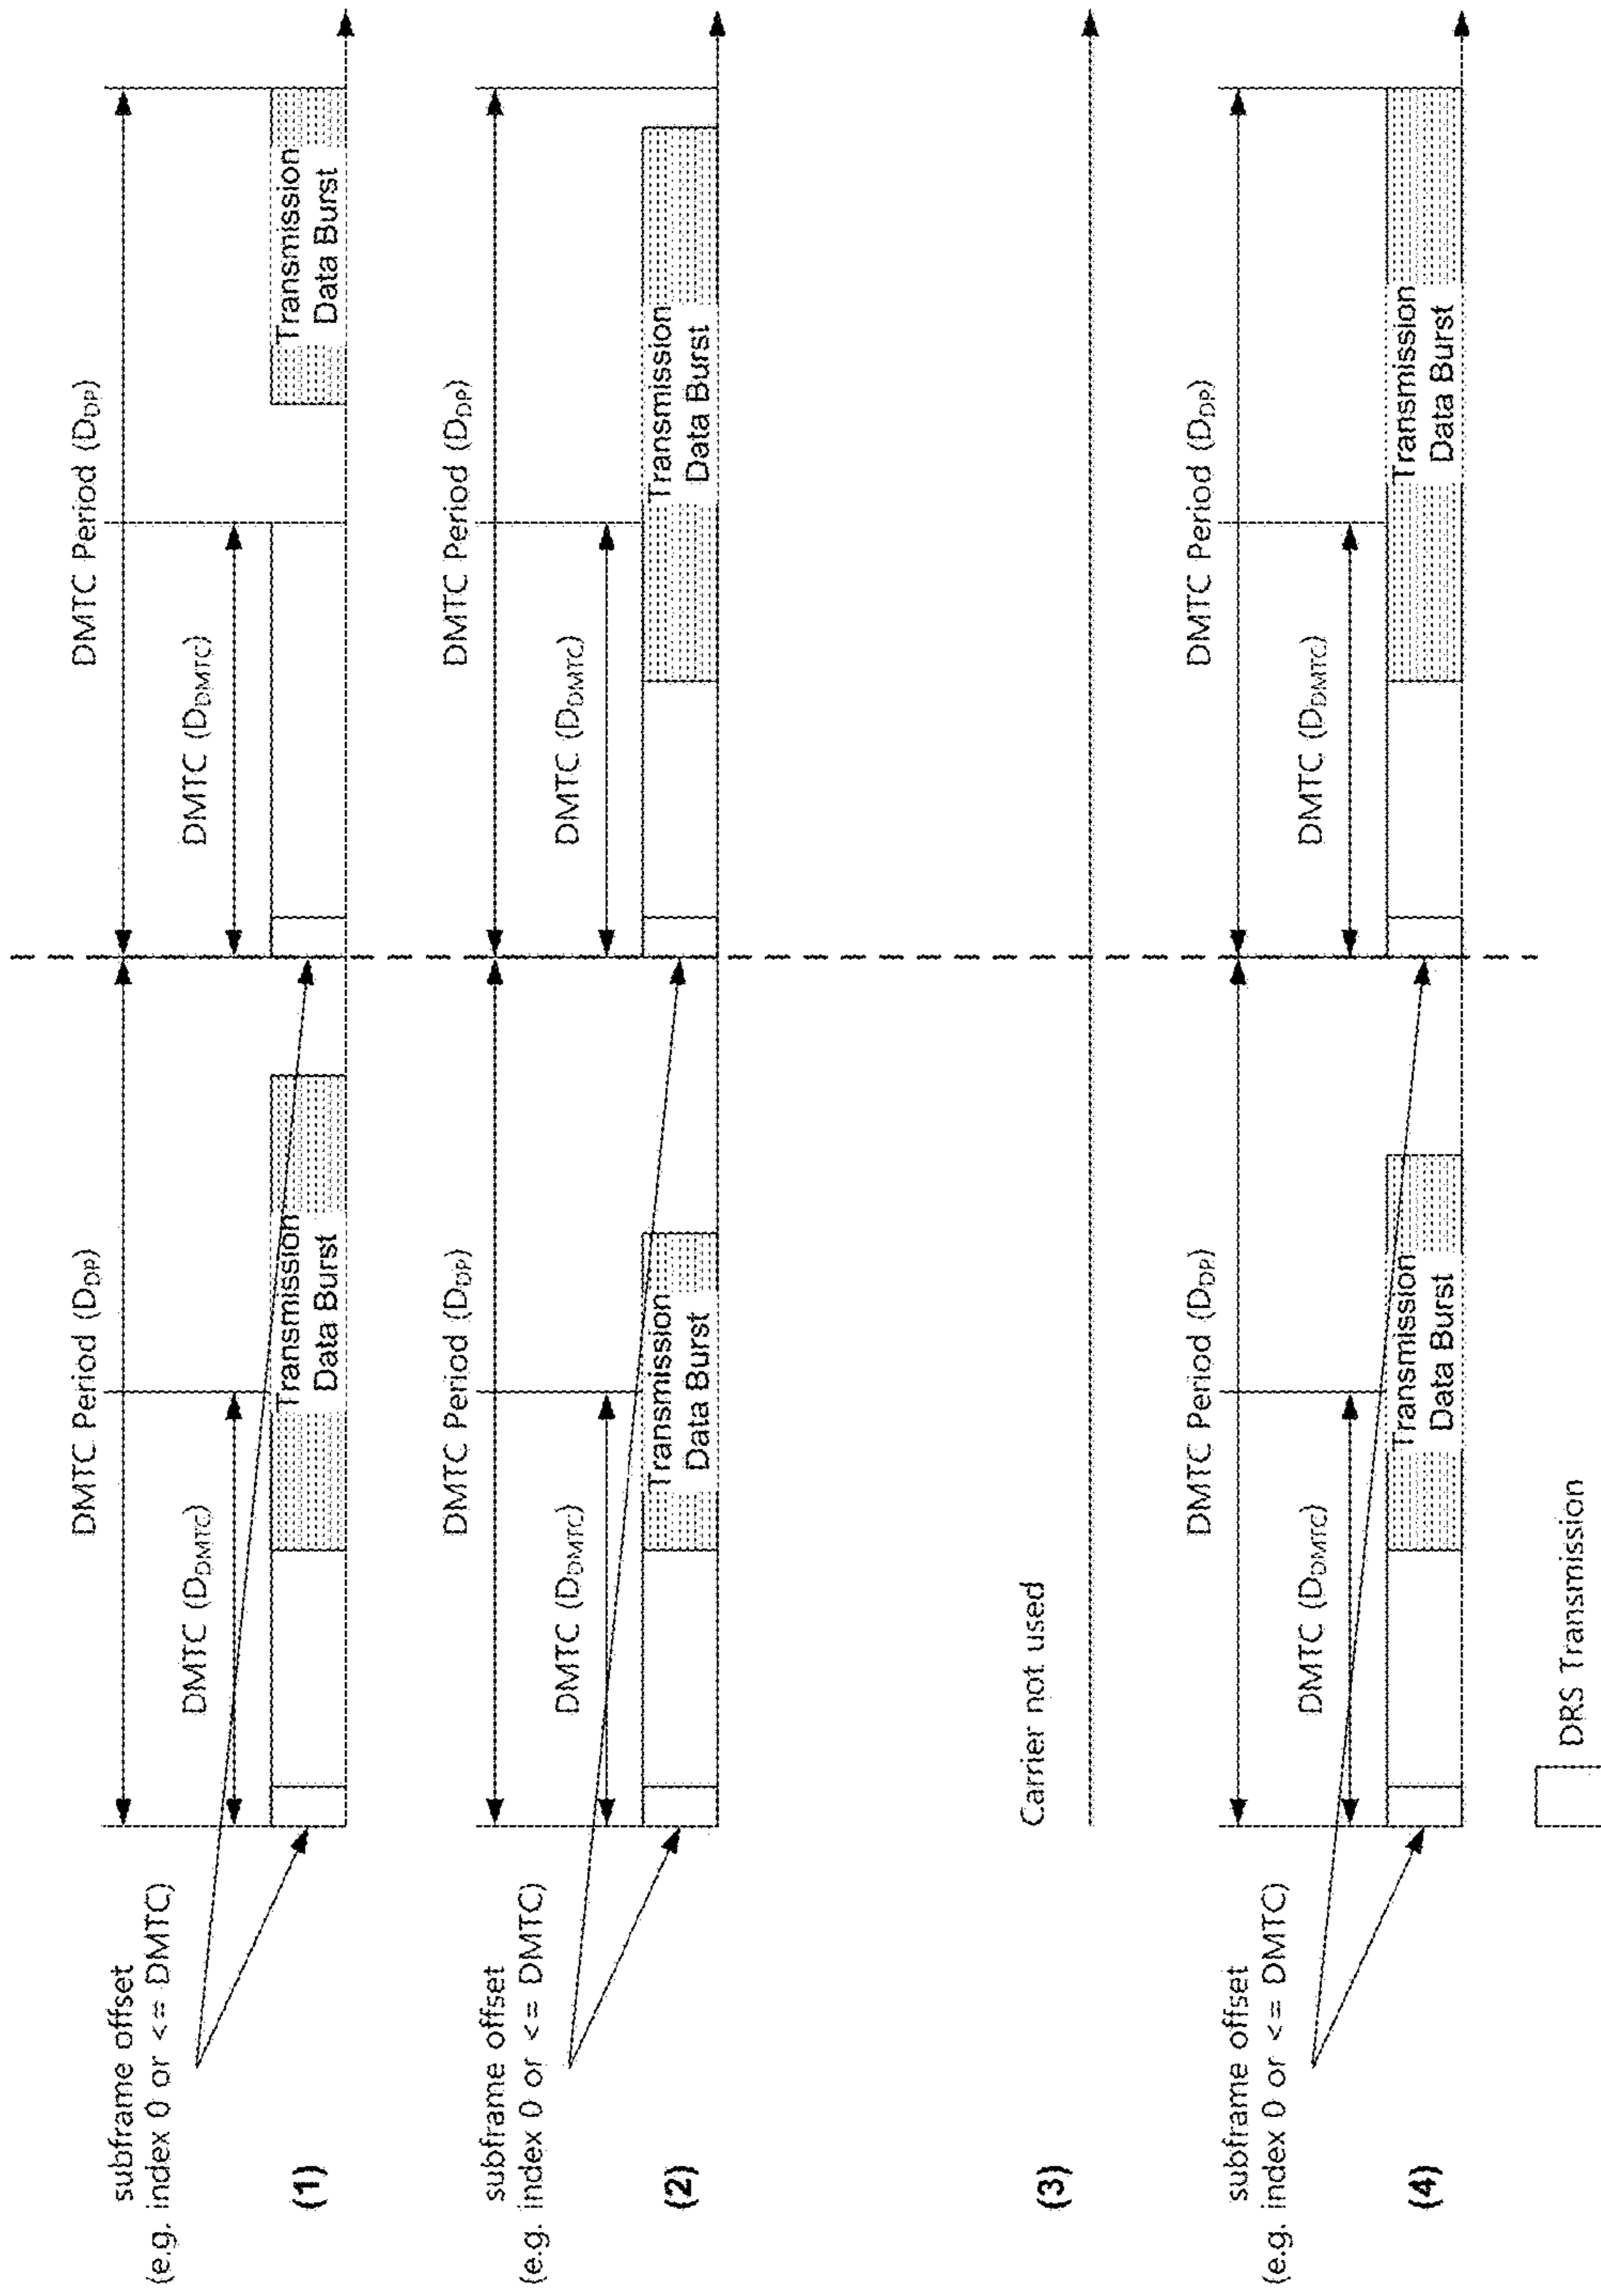 subframe offset
(e.g. index 0 or <= DMTC)
(1)
DMTC Period (DDP)
DMTC (DDMTC)
Transmission
Data Burst
DMTC Period (DDP)
DMTC (DDMTC)
Transmission
Data Burst
subframe offset
(e.g. index 0 or <= DMTC)
(2)
DMTC Period (DDP)
DMTC (DDMTC)
Transmission
Data Burst
DMTC Period (DDP)
DMTC (DDMTC)
Transmission
Data Burst
(3)
Carrier not used
subframe offset
(e.g. index 0 or <= DMTC)
(4)
DMTC Period (DDP)
DMTC (DDMTC)
Transmission
Data Burst
DMTC Period (DDP)
DMTC (DDMTC)
Transmission
Data Burst
DRS Transmission